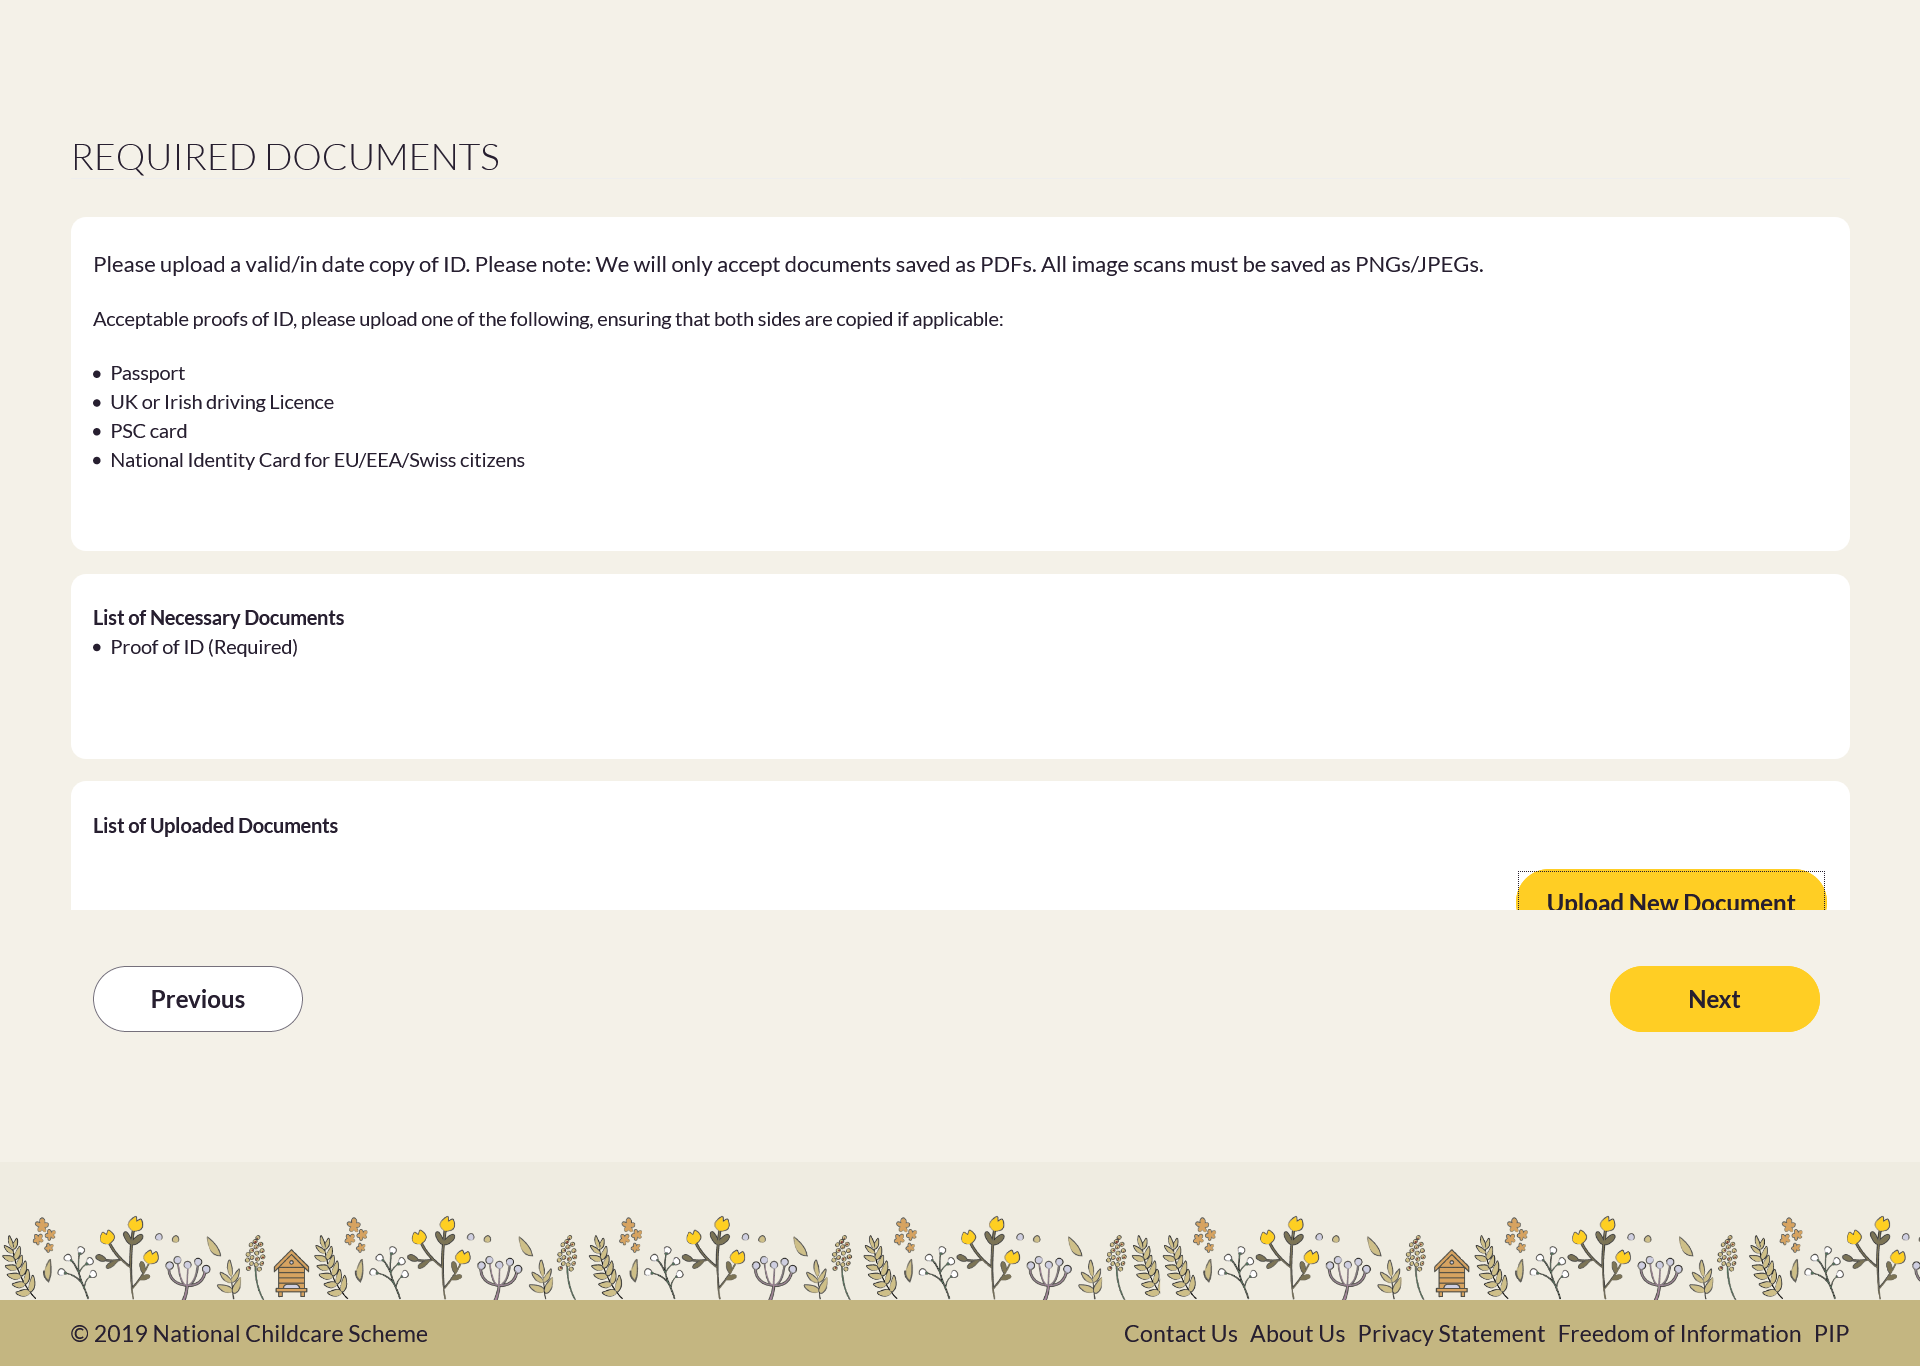 REQUIRED DOCUMENTS
Please upload a valid/in date copy of ID. Please note: We will only accept documents saved as PDFs. All image scans must be saved as PNGs/JPEGs.
Acceptable proofs of ID, please upload one of the following, ensuring that both sides are copied if applicable:
• Passport
• UK or Irish driving Licence
• PSC card
• National Identity Card for EU/EEA/Swiss citizens
List of Necessary Documents
• Proof of ID (Required)
List of Uploaded Documents
Upload New Document
Previous
Next
© 2019 National Childcare Scheme
Contact Us About Us Privacy Statement Freedom of Information PIP